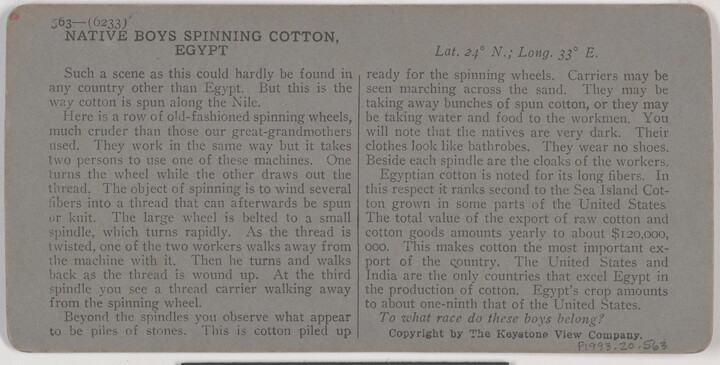 563—(6233)
NATIVE BOYS SPINNING COTTON,
EGYPT
Lat. 24° N.; Long. 33° E.
Such a scene as this could hardly be found in
any country other than Egypt. But this is the
way cotton is spun along the Nile.
Here is a row of old-fashioned spinning wheels,
much cruder than those our great-grandmothers
used. They work in the same way but it takes
two persons to use one of these machines. One
turns the wheel while the other draws out the
thread. The object of spinning is to wind several
fibers into a thread that can afterwards be spun
or knit. The large wheel is belted to a small
spindle, which turns rapidly. As the thread is
twisted, one of the two workers walks away from
the machine with it. Then he turns and walks
back as the thread is wound up. At the third
spindle you see a thread carrier walking away
from the spinning wheel.
Beyond the spindles you observe what appear
to be piles of stones. This is cotton piled up
ready for the spinning wheels. Carriers may be
seen marching across the sand. They may be
taking away bunches of spun cotton, or they may
be taking water and food to the workmen. You
will note that the natives are very dark. Their
clothes look like bathrobes. They wear no shoes.
Beside each spindle are the cloaks of the workers.
Egyptian cotton is noted for its long fibers. In
this respect it ranks second to the Sea Island Cot-
ton grown in some parts of the United States.
The total value of the export of raw cotton and
cotton goods amounts yearly to about $120,000,
000. This makes cotton the most important ex-
port of the country. The United States and
India are the only countries that excel Egypt in
the production of cotton. Egypt's crop amounts
to about one-ninth that of the United States.
To what race do these boys belong?
Copyright by The Keystone View Company.
P1993.20.563